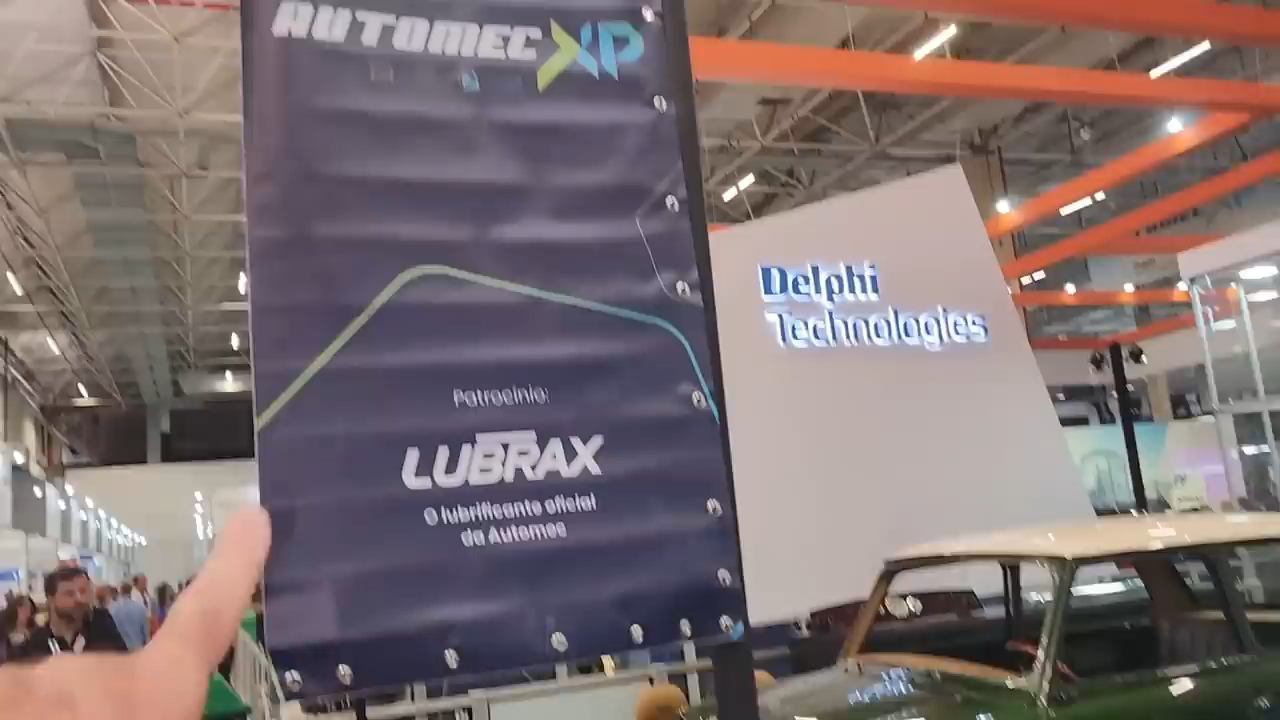 AUTOMEC XP
Patrocínio:
LUBRAX
O lubrificante oficial
da Automec
Delphi
Technologies